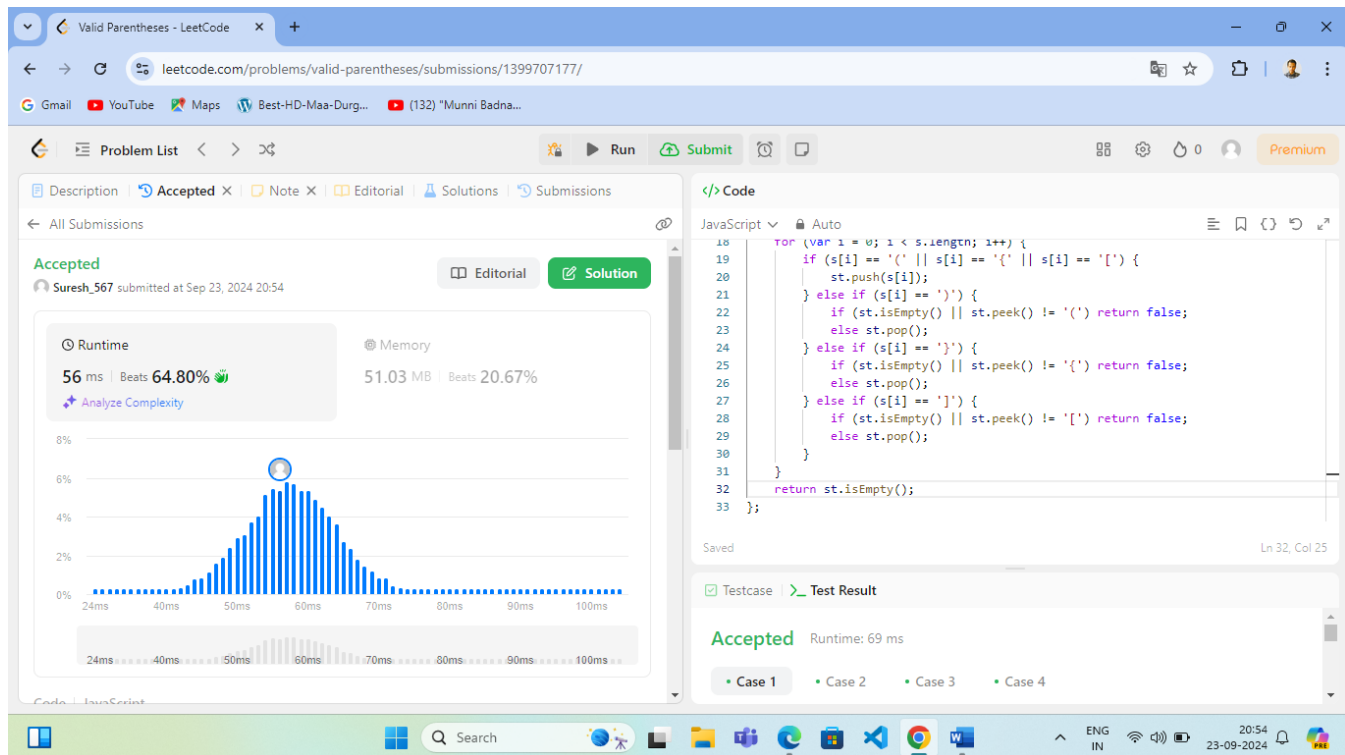 Valid Parentheses - LeetCode
leetcode.com/problems/valid-parentheses/submissions/1399707177/
Gmail YouTube Maps Best-HD-Maa-Durg... (132) "Munni Badna...
Problem List Run Submit 0 Premium
Description Accepted Note Editorial Solutions Submissions
All Submissions
Accepted
Suresh_567 submitted at Sep 23, 2024 20:54
Editorial Solution
Runtime
56 ms Beats 64.80%
Analyze Complexity
Memory
51.03 MB Beats 20.67%
8%
6%
4%
2%
0%
24ms 40ms 50ms 60ms 70ms 80ms 90ms 100ms
24ms 40ms 50ms 60ms 70ms 80ms 90ms 100ms
Code JavaScript
</> Code
JavaScript Auto
18 for (var i = 0; i < s.length; i++) {
19 if (s[i] == '(' || s[i] == '{' || s[i] == '[') {
20 st.push(s[i]);
21 } else if (s[i] == ')') {
22 if (st.isEmpty() || st.peek() != '(') return false;
23 else st.pop();
24 } else if (s[i] == '}') {
25 if (st.isEmpty() || st.peek() != '{') return false;
26 else st.pop();
27 } else if (s[i] == ']') {
28 if (st.isEmpty() || st.peek() != '[') return false;
29 else st.pop();
30 }
31 }
32 return st.isEmpty();
33 };
Saved Ln 32, Col 25
Testcase >_ Test Result
Accepted Runtime: 69 ms
• Case 1 • Case 2 • Case 3 • Case 4
Search
ENG
IN
20:54
23-09-2024
PRE